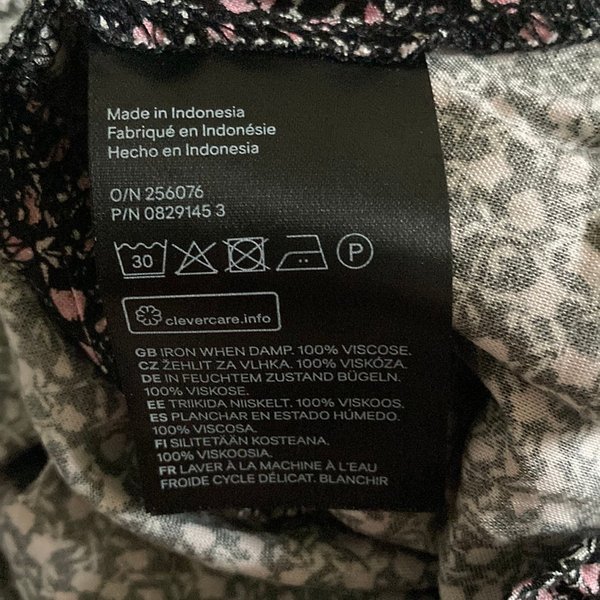 Made in Indonesia
Fabriqué en Indonésie
Hecho en Indonesia
O/N 256076
P/N 0829145 3
30 P
clevercare.info
GB IRON WHEN DAMP. 100% VISCOSE.
CZ ŽEHLIT ZA VLHKA. 100% VISKÓZA.
DE IN FEUCHTEM ZUSTAND BÜGELN.
100% VISKOSE.
EE TRIIKIDA NIISKELT. 100% VISKOOS.
ES PLANCHAR EN ESTADO HÚMEDO.
100% VISCOSA.
FI SILITETÄÄN KOSTEANA.
100% VISKOOSIA.
FR LAVER À LA MACHINE À L'EAU
FROIDE CYCLE DÉLICAT. BLANCHIR